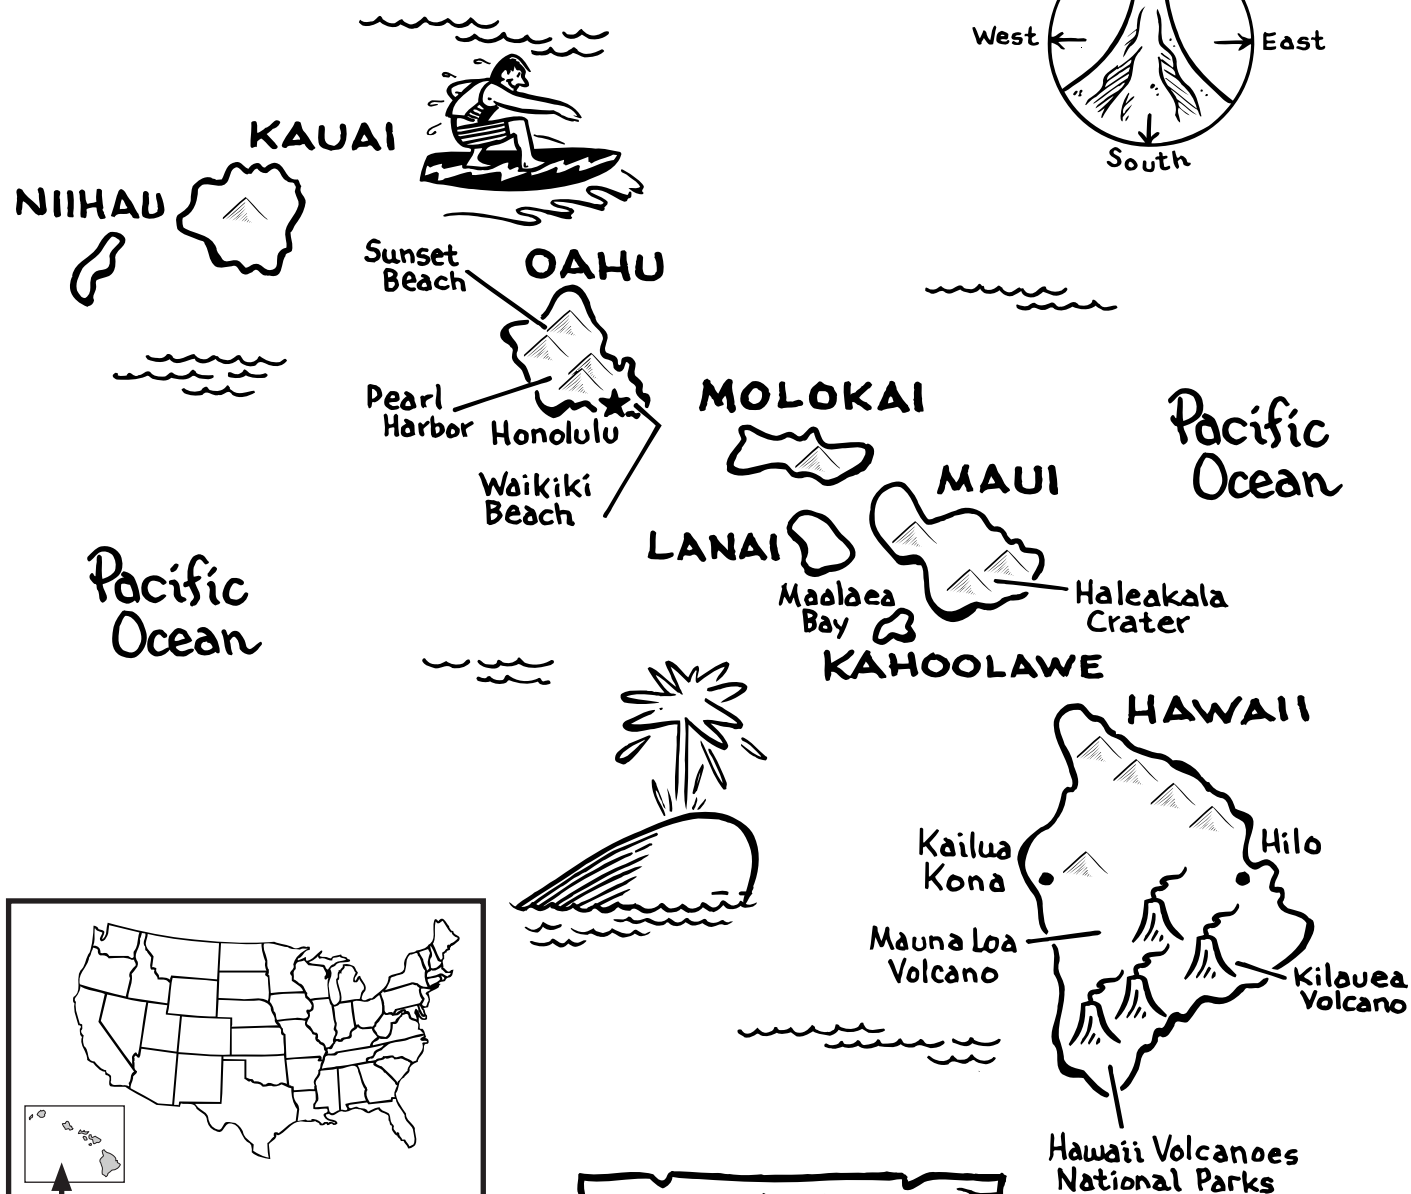 West
East
South
KAUAI
NIIHAU
Sunset
Beach
OAHU
Pearl
Harbor
Honolulu
Waikiki
Beach
MOLOKAI
Pacific
Ocean
MAUI
LANAI
Maalaea
Bay
Haleakala
Crater
Pacific
Ocean
KAHOOLAWE
HAWAII
Kailua
Kona
Hilo
Mauna Loa
Volcano
Kilauea
Volcano
Hawaii Volcanoes
National Parks